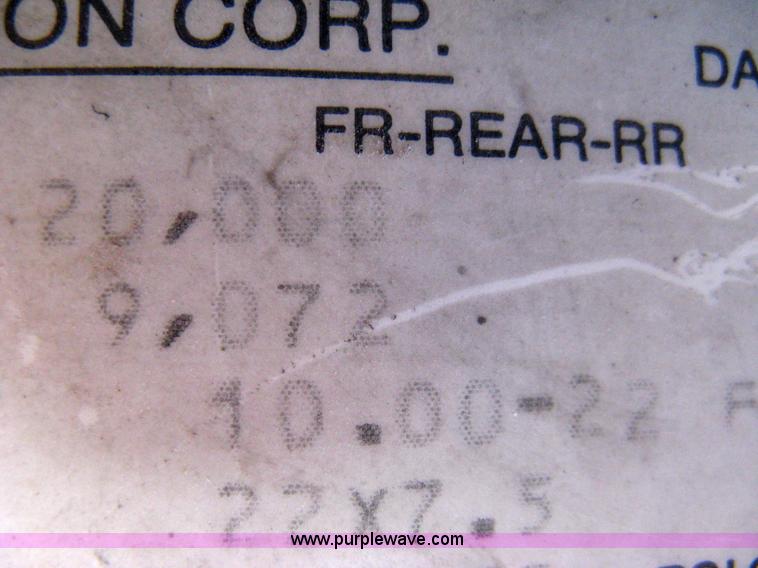 ON CORP.
DA
FR-REAR-RR
20,000
9,072
10.00-22 F
22X7.5
www.purplewave.com